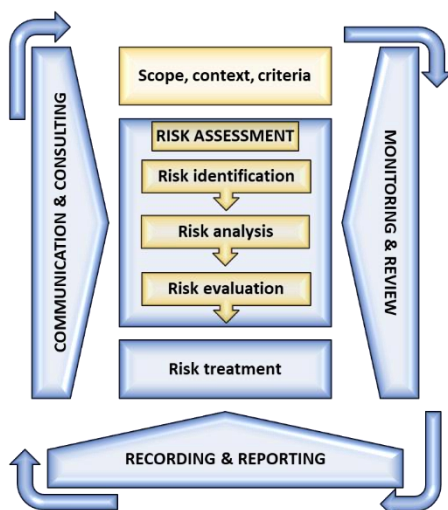 Scope, context, criteria
RISK ASSESSMENT
Risk identification
Risk analysis
Risk evaluation
Risk treatment
COMMUNICATION & CONSULTING
MONITORING & REVIEW
RECORDING & REPORTING